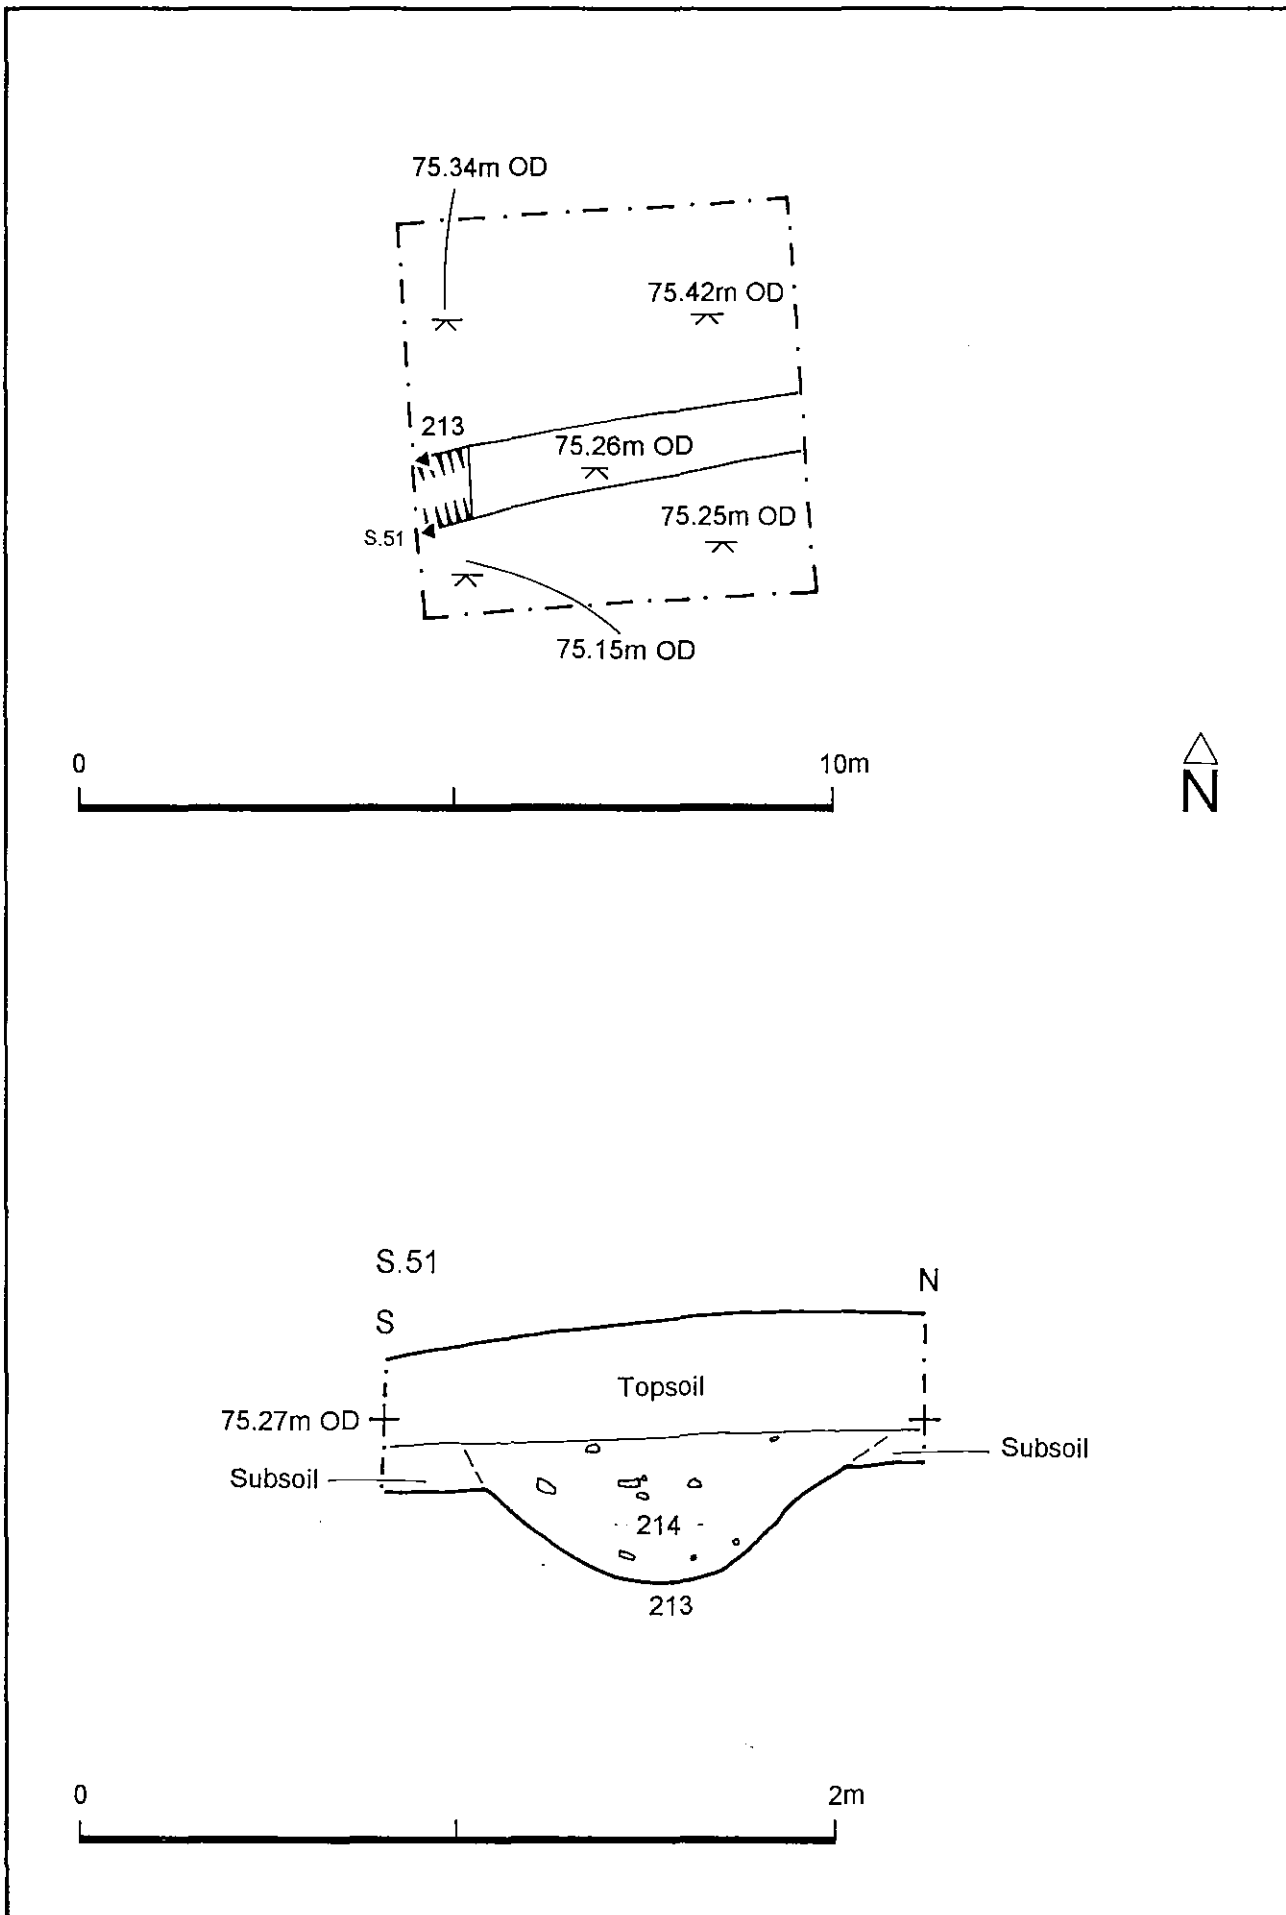 75.34m OD
75.42m OD
213
75.26m OD
75.25m OD
S.51
75.15m OD
0 10m
N
S.51
S N
Topsoil
75.27m OD
Subsoil
Subsoil
214
213
0 2m